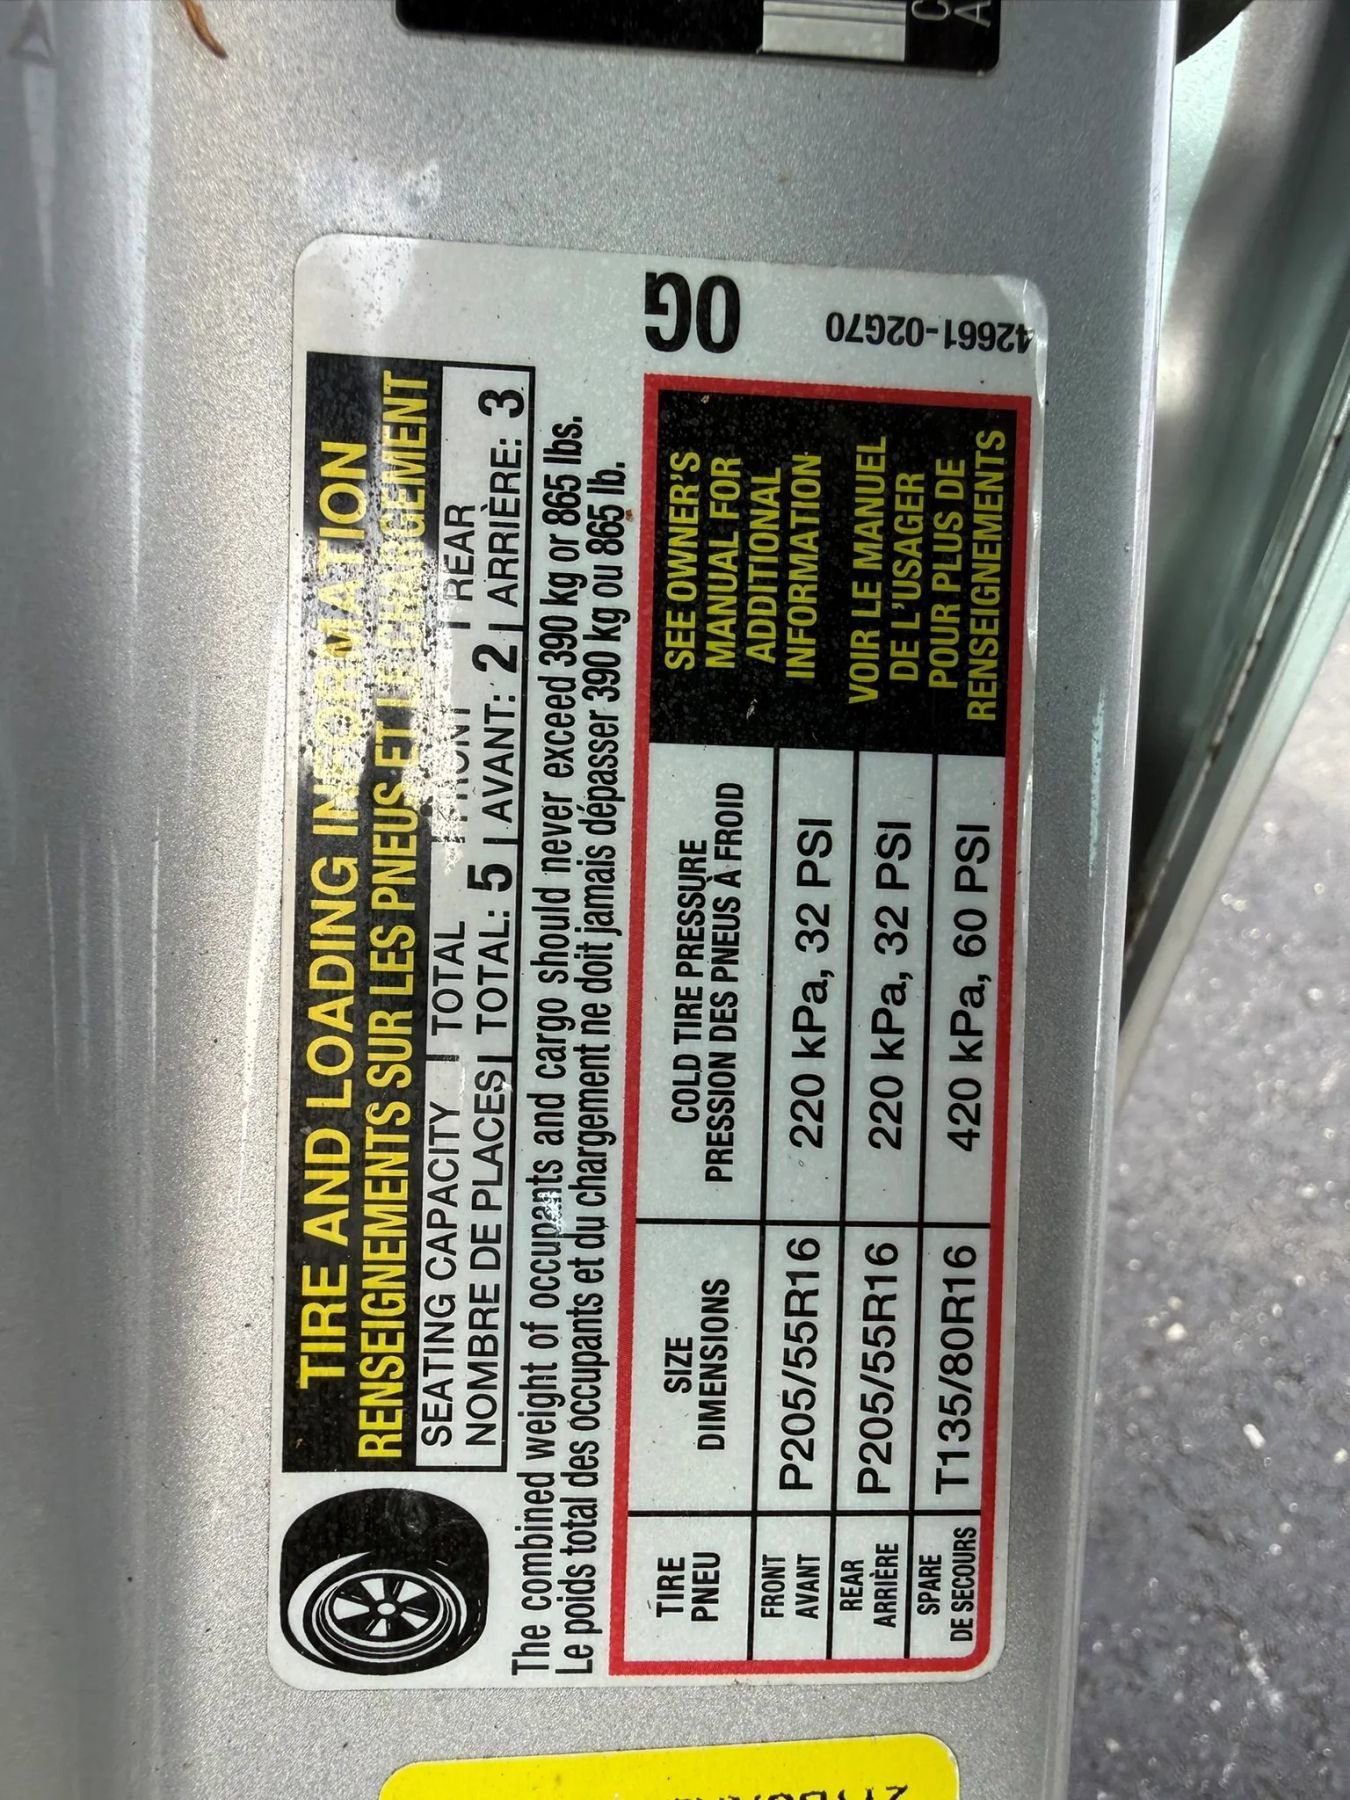 TIRE AND LOADING INFORMATION
RENSEIGNEMENTS SUR LES PNEUS ET LE CHARGEMENT
SEATING CAPACITY | TOTAL | FRONT | REAR
NOMBRE DE PLACES | TOTAL: 5 | AVANT: 2 | ARRIÈRE: 3
The combined weight of occupants and cargo should never exceed 390 kg or 865 lbs.
Le poids total des occupants et du chargement ne doit jamais dépasser 390 kg ou 865 lb.
TIRE
PNEU
SIZE
DIMENSIONS
COLD TIRE PRESSURE
PRESSION DES PNEUS À FROID
FRONT
AVANT
P205/55R16
220 kPa, 32 PSI
REAR
ARRIÈRE
P205/55R16
220 kPa, 32 PSI
SPARE
DE SECOURS
T135/80R16
420 kPa, 60 PSI
SEE OWNER'S
MANUAL FOR
ADDITIONAL
INFORMATION
VOIR LE MANUEL
DE L'USAGER
POUR PLUS DE
RENSEIGNEMENTS
0G
42661-02G70